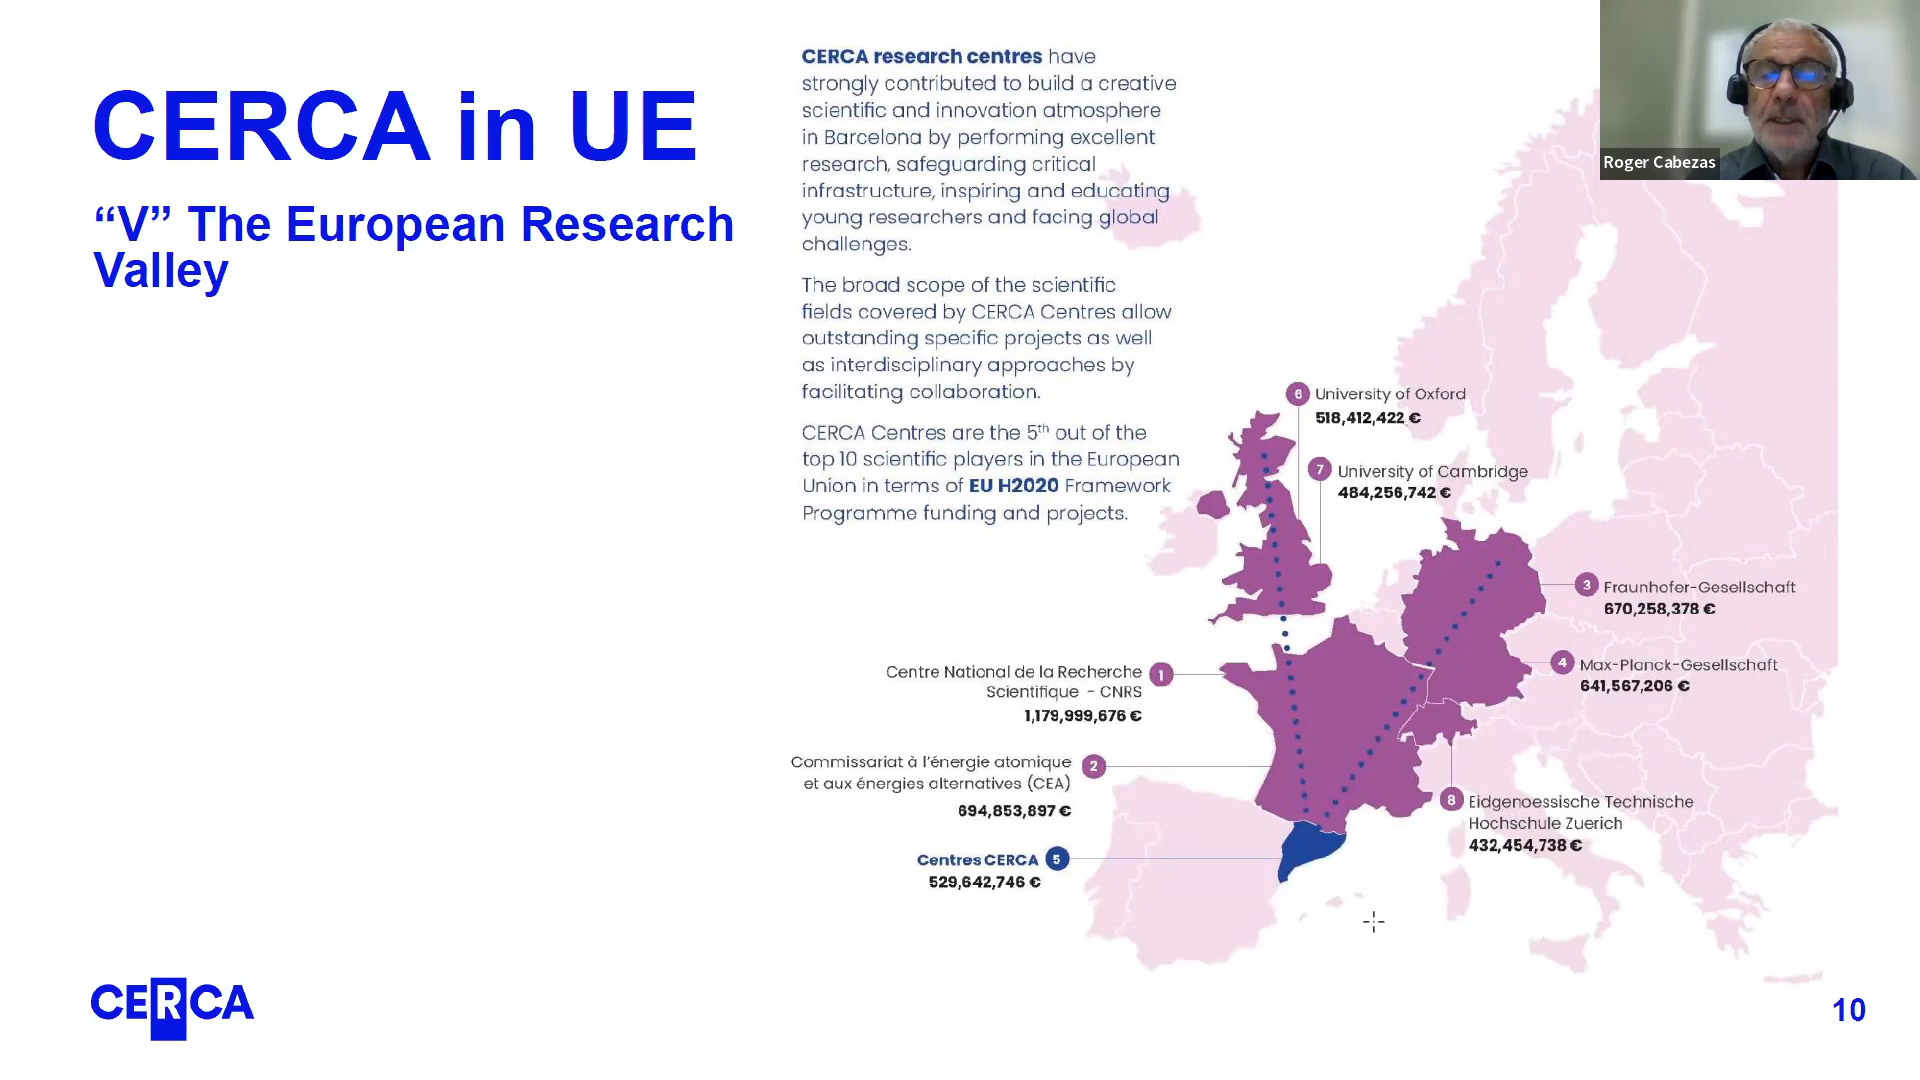 CERCA in UE
“V” The European Research
Valley
CERCA research centres have
strongly contributed to build a creative
scientific and innovation atmosphere
in Barcelona by performing excellent
research, safeguarding critical
infrastructure, inspiring and educating
young researchers and facing global
challenges.
The broad scope of the scientific
fields covered by CERCA Centres allow
outstanding specific projects as well
as interdisciplinary approaches by
facilitating collaboration.
CERCA Centres are the 5th out of the
top 10 scientific players in the European
Union in terms of EU H2020 Framework
Programme funding and projects.
Roger Cabezas
6 University of Oxford
518,412,422 €
7 University of Cambridge
484,256,742 €
3 Fraunhofer-Gesellschaft
670,258,378 €
4 Max-Planck-Gesellschaft
641,567,206 €
Centre National de la Recherche 1
Scientifique - CNRS
1,179,999,676 €
Commissariat à l’énergie atomique 2
et aux énergies alternatives (CEA)
694,853,897 €
8 Eidgenoessische Technische
Hochschule Zuerich
432,454,738 €
Centres CERCA 5
529,642,746 €
CERCA
10